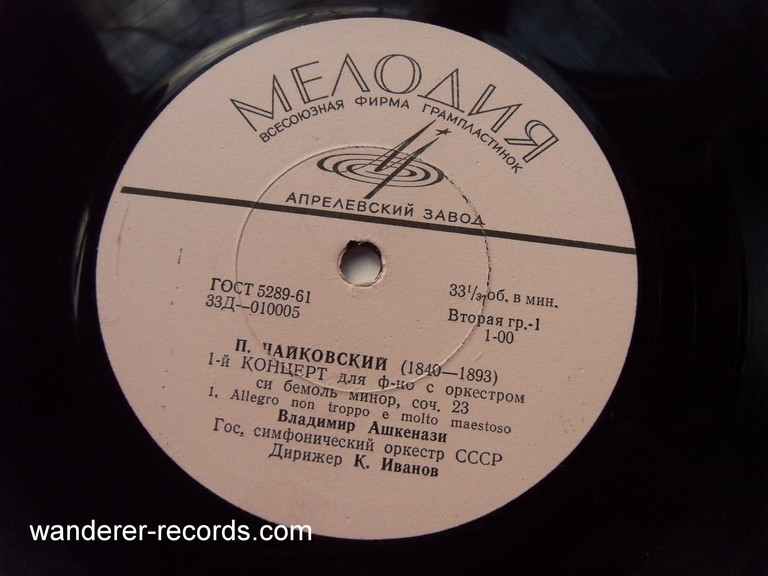 МЕЛОДИЯ
ВСЕСОЮЗНАЯ ФИРМА ГРАМПЛАСТИНОК
АПРЕЛЕВСКИЙ ЗАВОД
ГОСТ 5289-61
33Д—010005
33 1/3 об. в мин.
Вторая гр.-1
1-00
П. ЧАЙКОВСКИЙ (1840—1893)
1-й КОНЦЕРТ для ф-но с оркестром
си бемоль минор, соч. 23
1. Allegro non troppo e molto maestoso
Владимир Ашкенази
Гос, симфонический оркестр СССР
Дирижер К. Иванов
wanderer-records.com